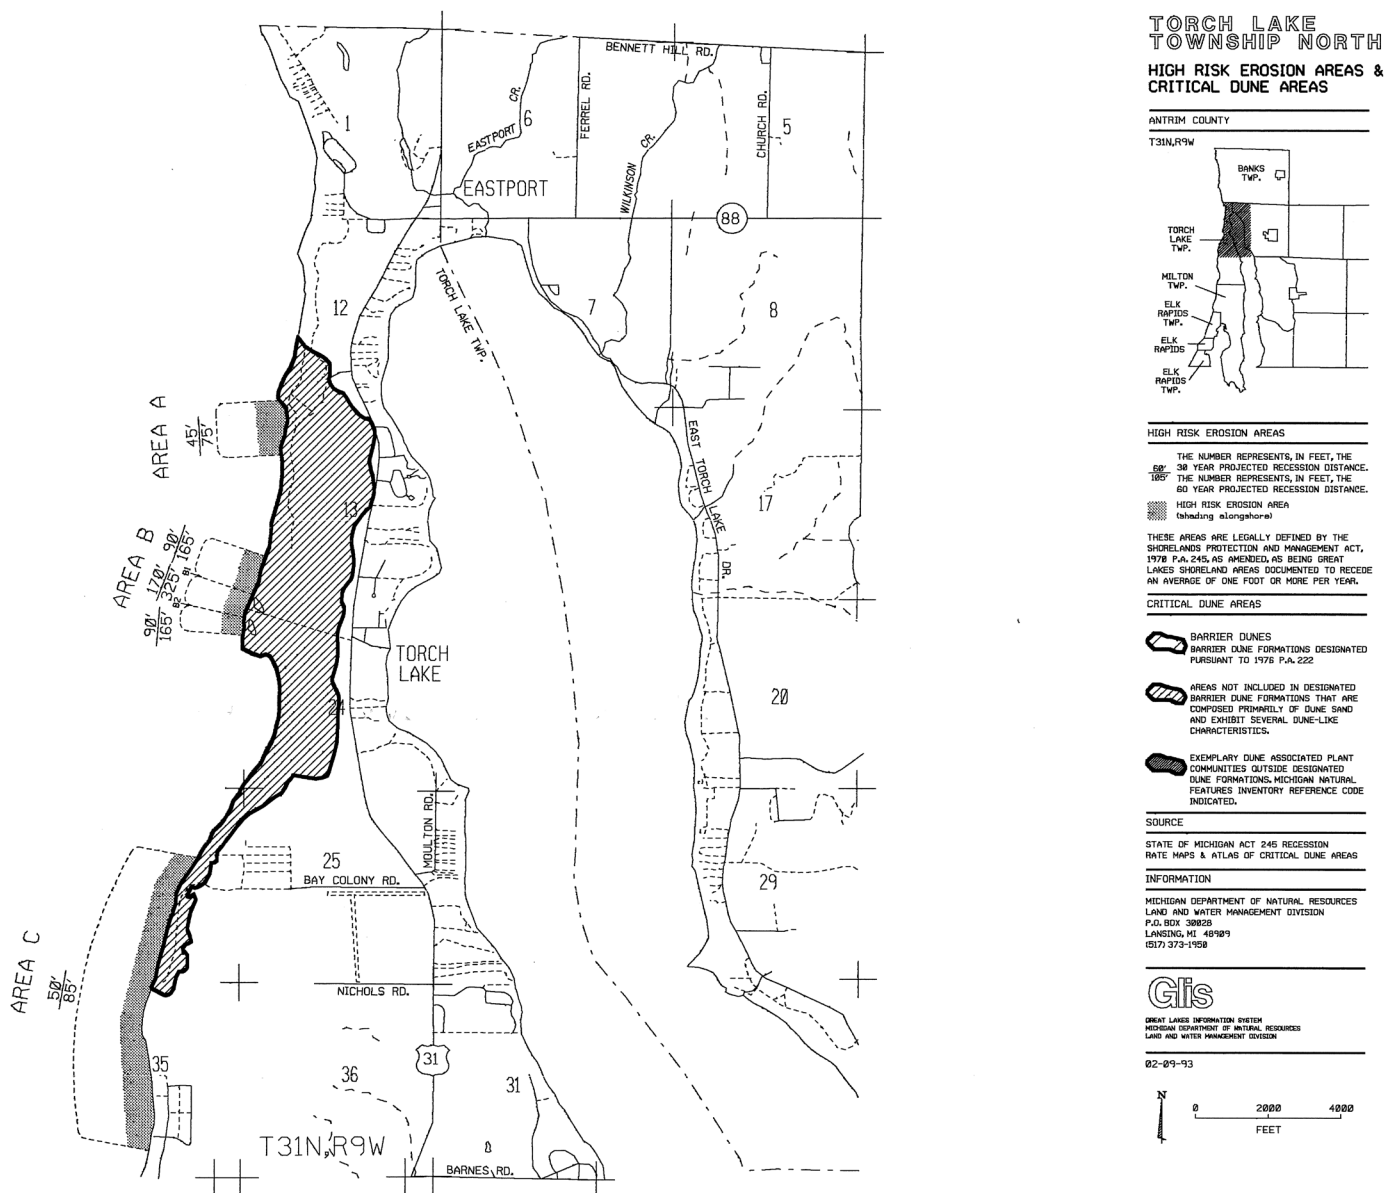 TORCH LAKE
TOWNSHIP NORTH
HIGH RISK EROSION AREAS &
CRITICAL DUNE AREAS
ANTRIM COUNTY
T31N,R9W
BANKS
TWP.
TORCH
LAKE
TWP.
MILTON
TWP.
ELK
RAPIDS
TWP.
ELK
RAPIDS
ELK
RAPIDS
TWP.
HIGH RISK EROSION AREAS
60'
105'
THE NUMBER REPRESENTS, IN FEET, THE
30 YEAR PROJECTED RECESSION DISTANCE.
THE NUMBER REPRESENTS, IN FEET, THE
60 YEAR PROJECTED RECESSION DISTANCE.
HIGH RISK EROSION AREA
(shading alongshore)
THESE AREAS ARE LEGALLY DEFINED BY THE
SHORELANDS PROTECTION AND MANAGEMENT ACT,
1970 P.A. 245, AS AMENDED, AS BEING GREAT
LAKES SHORELAND AREAS DOCUMENTED TO RECEDE
AN AVERAGE OF ONE FOOT OR MORE PER YEAR.
CRITICAL DUNE AREAS
BARRIER DUNES
BARRIER DUNE FORMATIONS DESIGNATED
PURSUANT TO 1976 P.A. 222
AREAS NOT INCLUDED IN DESIGNATED
BARRIER DUNE FORMATIONS THAT ARE
COMPOSED PRIMARILY OF DUNE SAND
AND EXHIBIT SEVERAL DUNE-LIKE
CHARACTERISTICS.
EXEMPLARY DUNE ASSOCIATED PLANT
COMMUNITIES OUTSIDE DESIGNATED
DUNE FORMATIONS. MICHIGAN NATURAL
FEATURES INVENTORY REFERENCE CODE
INDICATED.
SOURCE
STATE OF MICHIGAN ACT 245 RECESSION
RATE MAPS & ATLAS OF CRITICAL DUNE AREAS
INFORMATION
MICHIGAN DEPARTMENT OF NATURAL RESOURCES
LAND AND WATER MANAGEMENT DIVISION
P.O. BOX 30028
LANSING, MI 48909
(517) 373-1950
Glis
GREAT LAKES INFORMATION SYSTEM
MICHIGAN DEPARTMENT OF NATURAL RESOURCES
LAND AND WATER MANAGEMENT DIVISION
02-09-93
N
0 2000 4000
FEET
BENNETT HILL RD.
1
EASTPORT CR.
6
FERREL RD.
WILKINSON CR.
CHURCH RD.
5
EASTPORT
88
TORCH LAKE TWP.
12
7
8
AREA A
45'
75'
EAST TORCH LAKE DR.
13
17
AREA B
90'
165'
B1
170'
325'
B2
90'
165'
TORCH
LAKE
24
20
MOULTON RD.
25
BAY COLONY RD.
29
AREA C
50'
85'
NICHOLS RD.
31
35
36
31
T31N,R9W
BARNES RD.